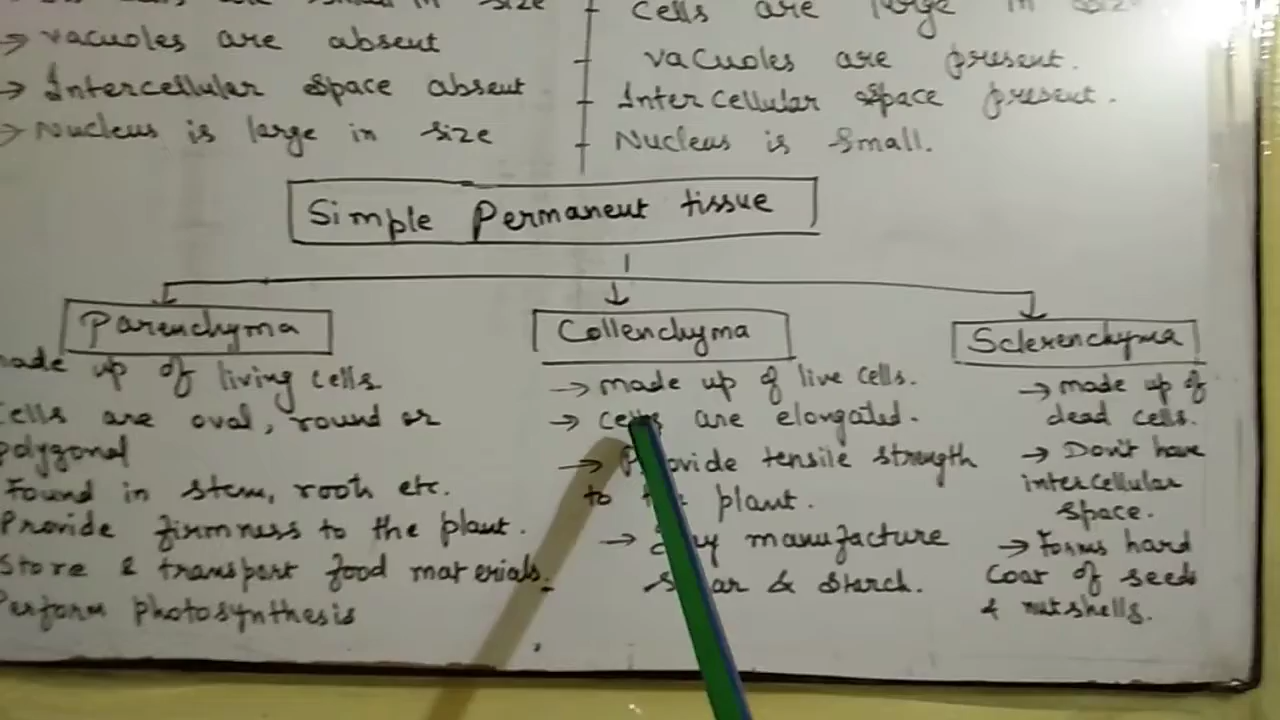 size
→ vacuoles are absent
→ Intercellular space absent
→ Nucleus is large in size
cells are large in
vacuoles are present.
Intercellular space present.
Nucleus is small.
Simple Permanent tissue
Parenchyma
made up of living cells
cells are oval, round or
polygonal
Found in stem, root etc.
Provide firmness to the plant.
Store & transport food materials.
Perform photosynthesis
Collenchyma
→ made up of live cells.
→ cells are elongated.
→ Provide tensile strength
to the plant.
→ manufacture
& starch.
Sclerenchyma
→ made up of
dead cells.
→ Don't have
intercellular
space.
→ Forms hard
coat of seeds
& nutshells.